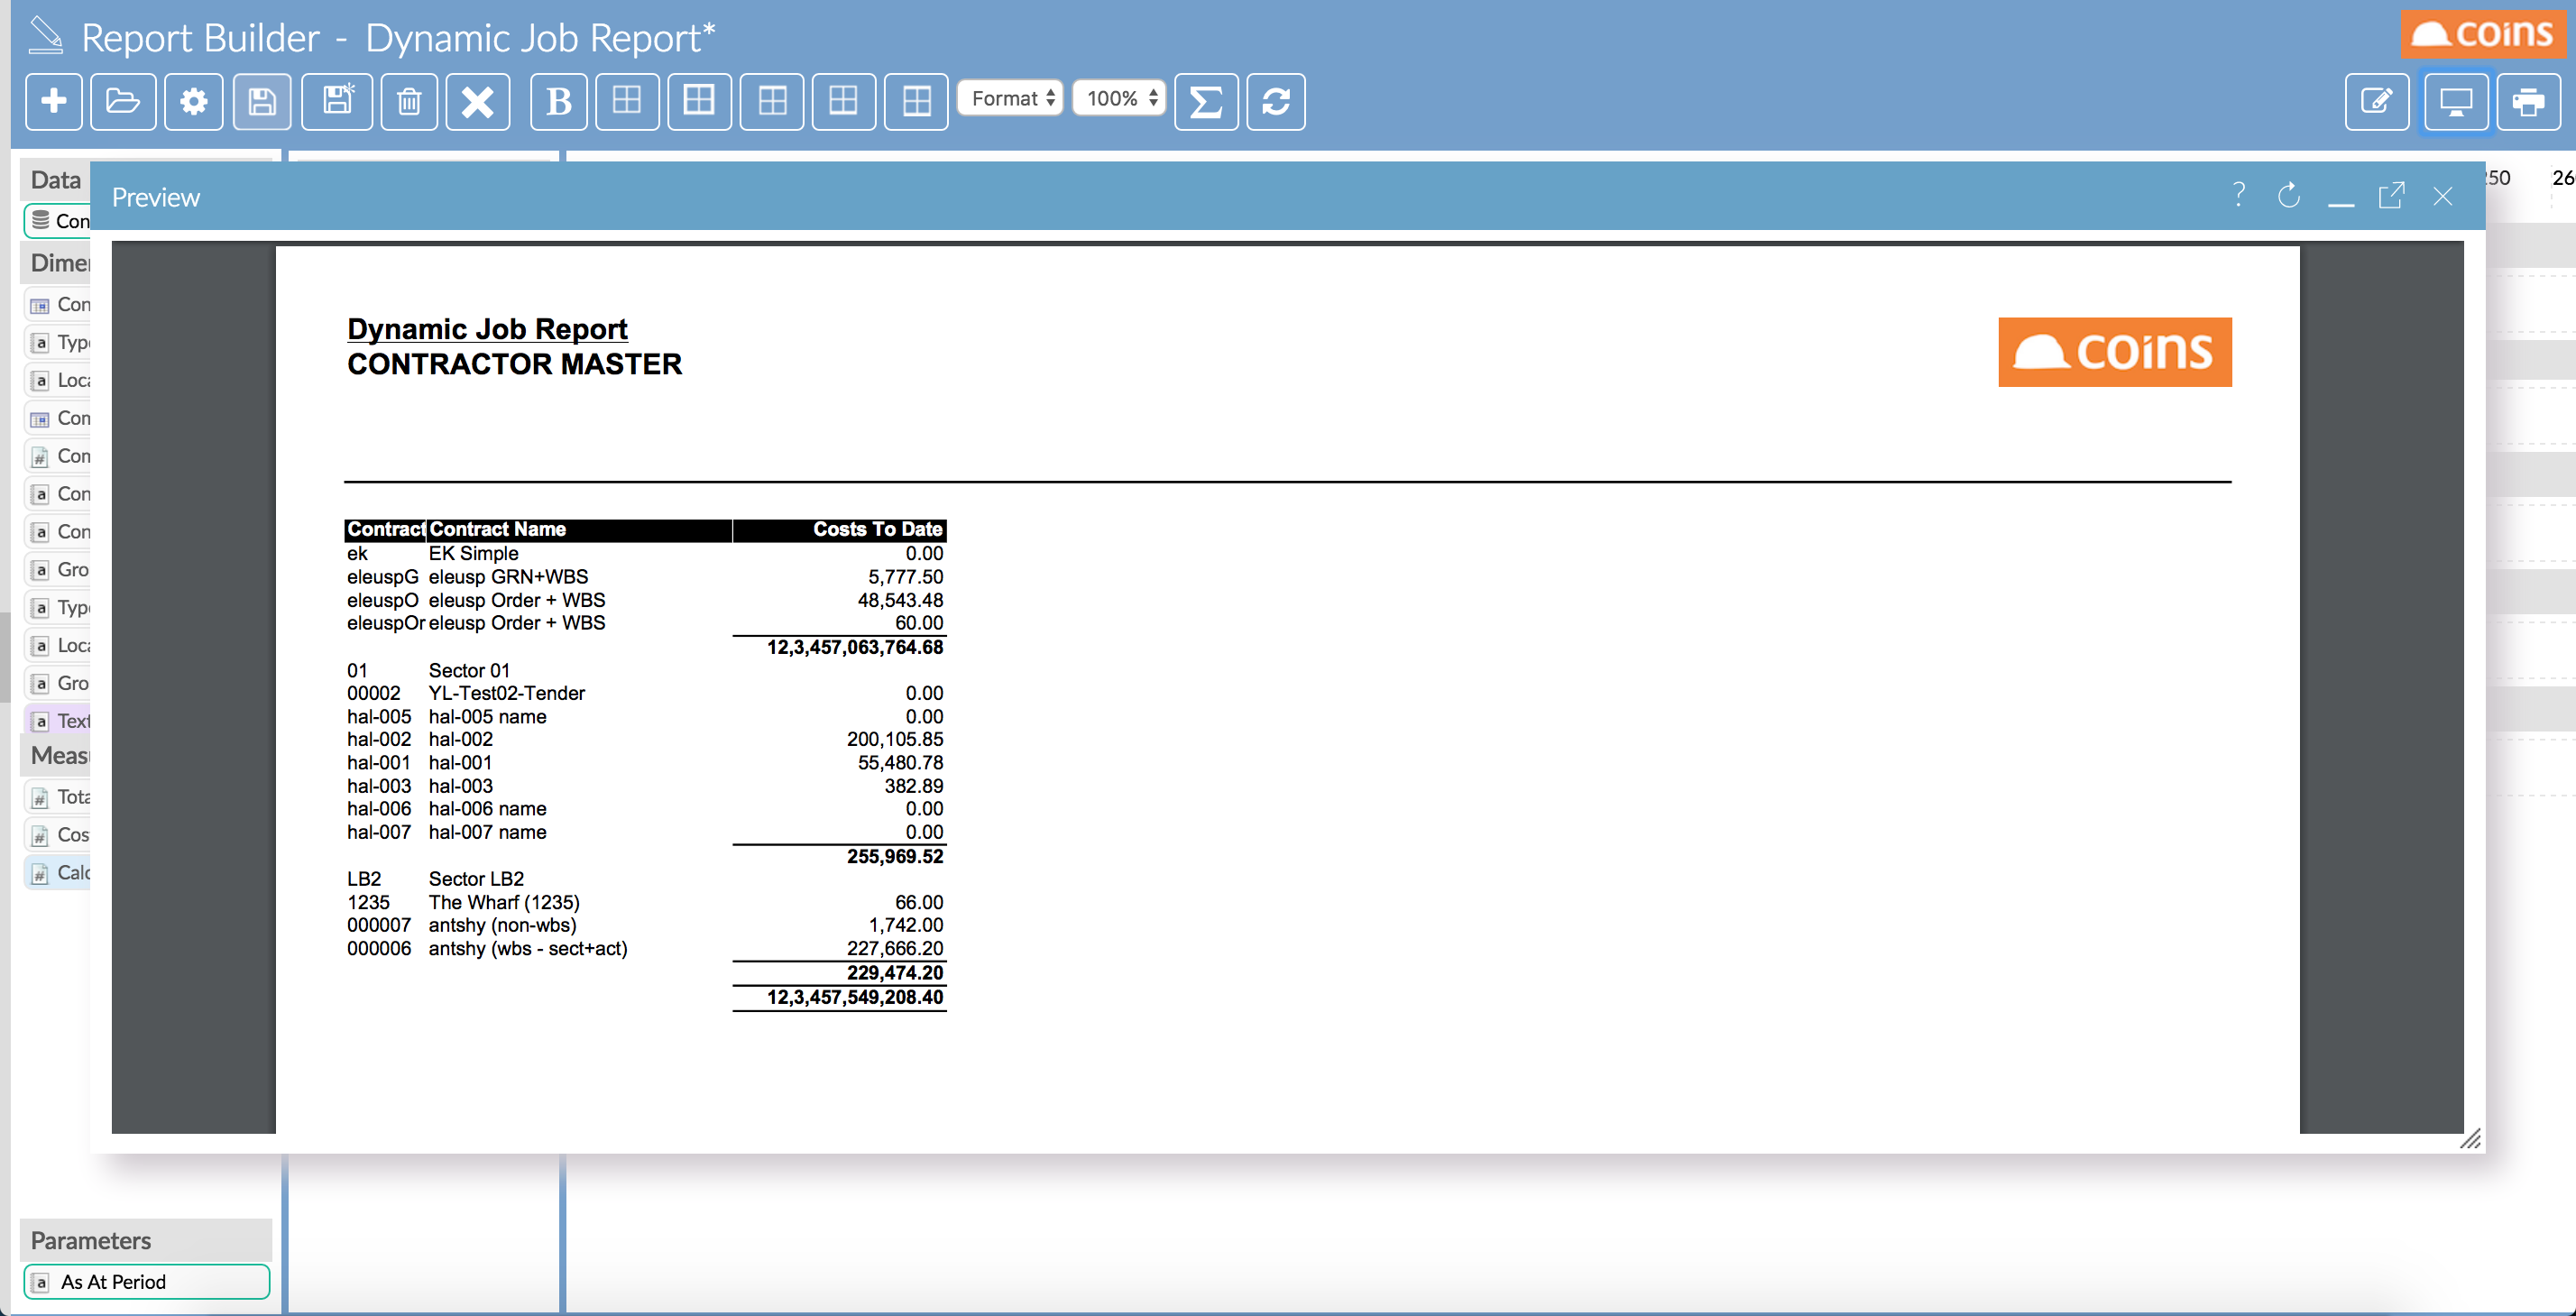 Report Builder - Dynamic Job Report*
coins
B
Format
100%
Σ
Data
Preview
?
50
26
Con
Dime
Con
Typ
Loca
Com
Com
Con
Con
Gro
Typ
Loca
Gro
Text
Meas
Tota
Cos
Calc
Parameters
As At Period
Dynamic Job Report
CONTRACTOR MASTER
coins
Contract Contract Name Costs To Date
ek EK Simple 0.00
eleuspG eleusp GRN+WBS 5,777.50
eleuspO eleusp Order + WBS 48,543.48
eleuspOr eleusp Order + WBS 60.00
12,3,457,063,764.68
01 Sector 01
00002 YL-Test02-Tender 0.00
hal-005 hal-005 name 0.00
hal-002 hal-002 200,105.85
hal-001 hal-001 55,480.78
hal-003 hal-003 382.89
hal-006 hal-006 name 0.00
hal-007 hal-007 name 0.00
255,969.52
LB2 Sector LB2
1235 The Wharf (1235) 66.00
000007 antshy (non-wbs) 1,742.00
000006 antshy (wbs - sect+act) 227,666.20
229,474.20
12,3,457,549,208.40